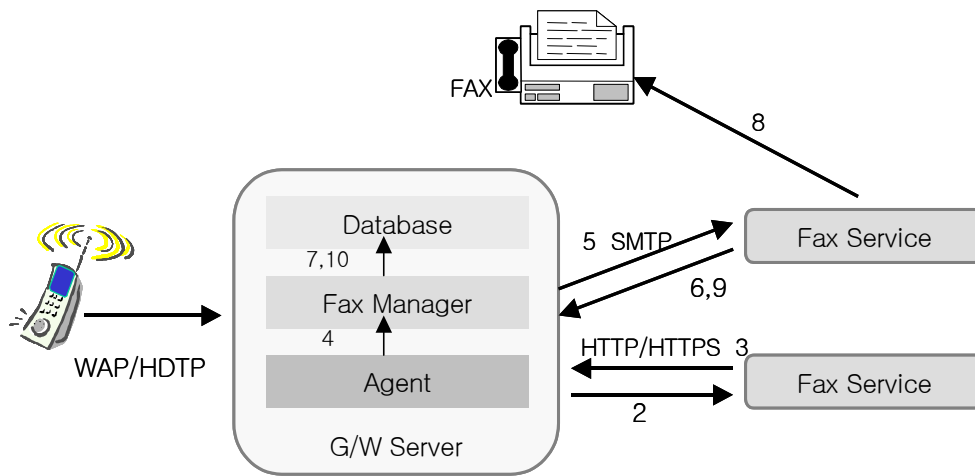 FAX
8
Database
7,10
Fax Manager
4
Agent
G/W Server
WAP/HDTP
5 SMTP
Fax Service
6,9
HTTP/HTTPS 3
Fax Service
2